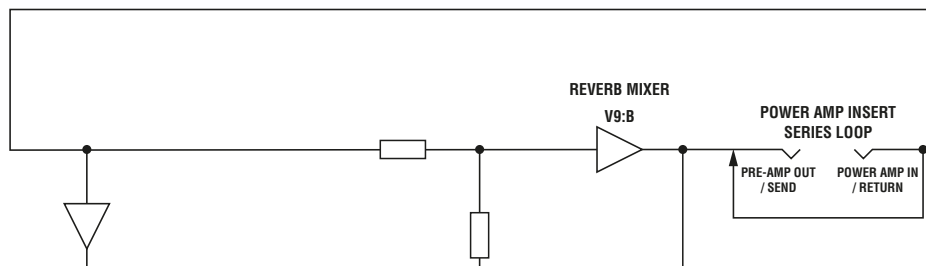 REVERB MIXER
V9:B
POWER AMP INSERT
SERIES LOOP
PRE-AMP OUT
/ SEND
POWER AMP IN
/ RETURN